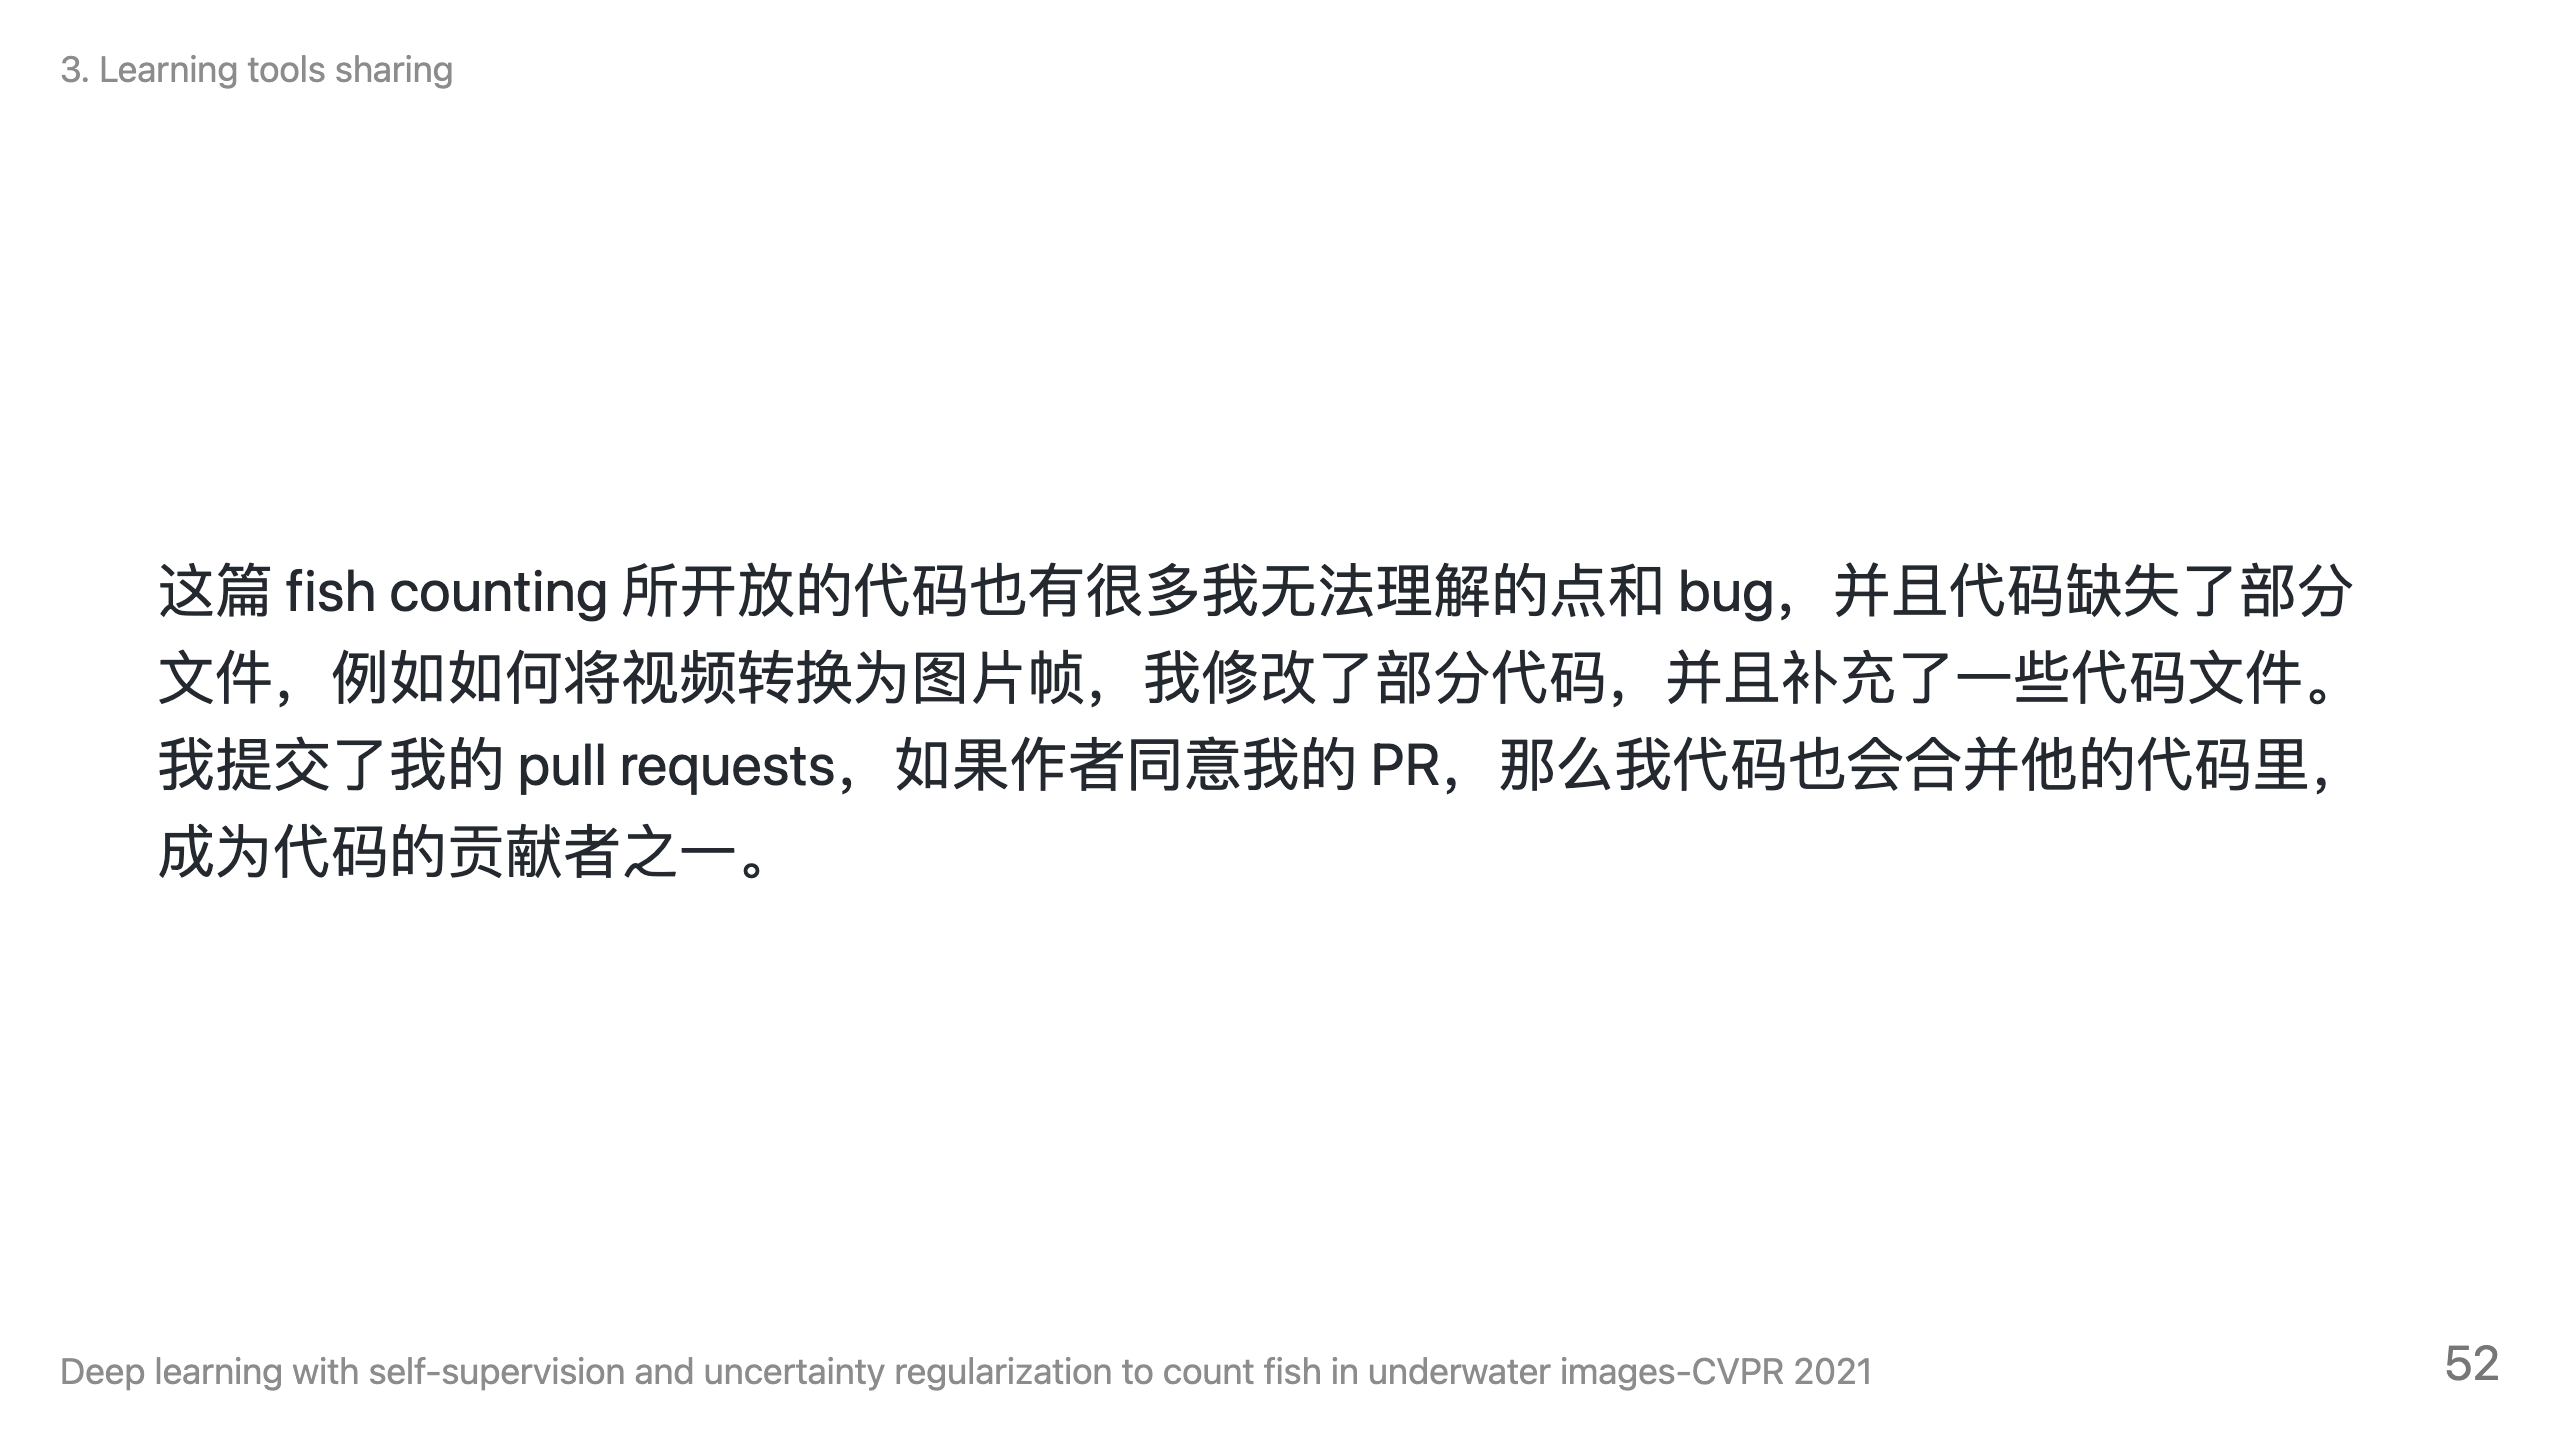 3. Learning tools sharing
这篇 fish counting 所开放的代码也有很多我无法理解的点和 bug，并且代码缺失了部分
文件，例如如何将视频转换为图片帧，我修改了部分代码，并且补充了一些代码文件。
我提交了我的 pull requests，如果作者同意我的 PR，那么我代码也会合并他的代码里，
成为代码的贡献者之一。
Deep learning with self-supervision and uncertainty regularization to count fish in underwater images-CVPR 2021
52